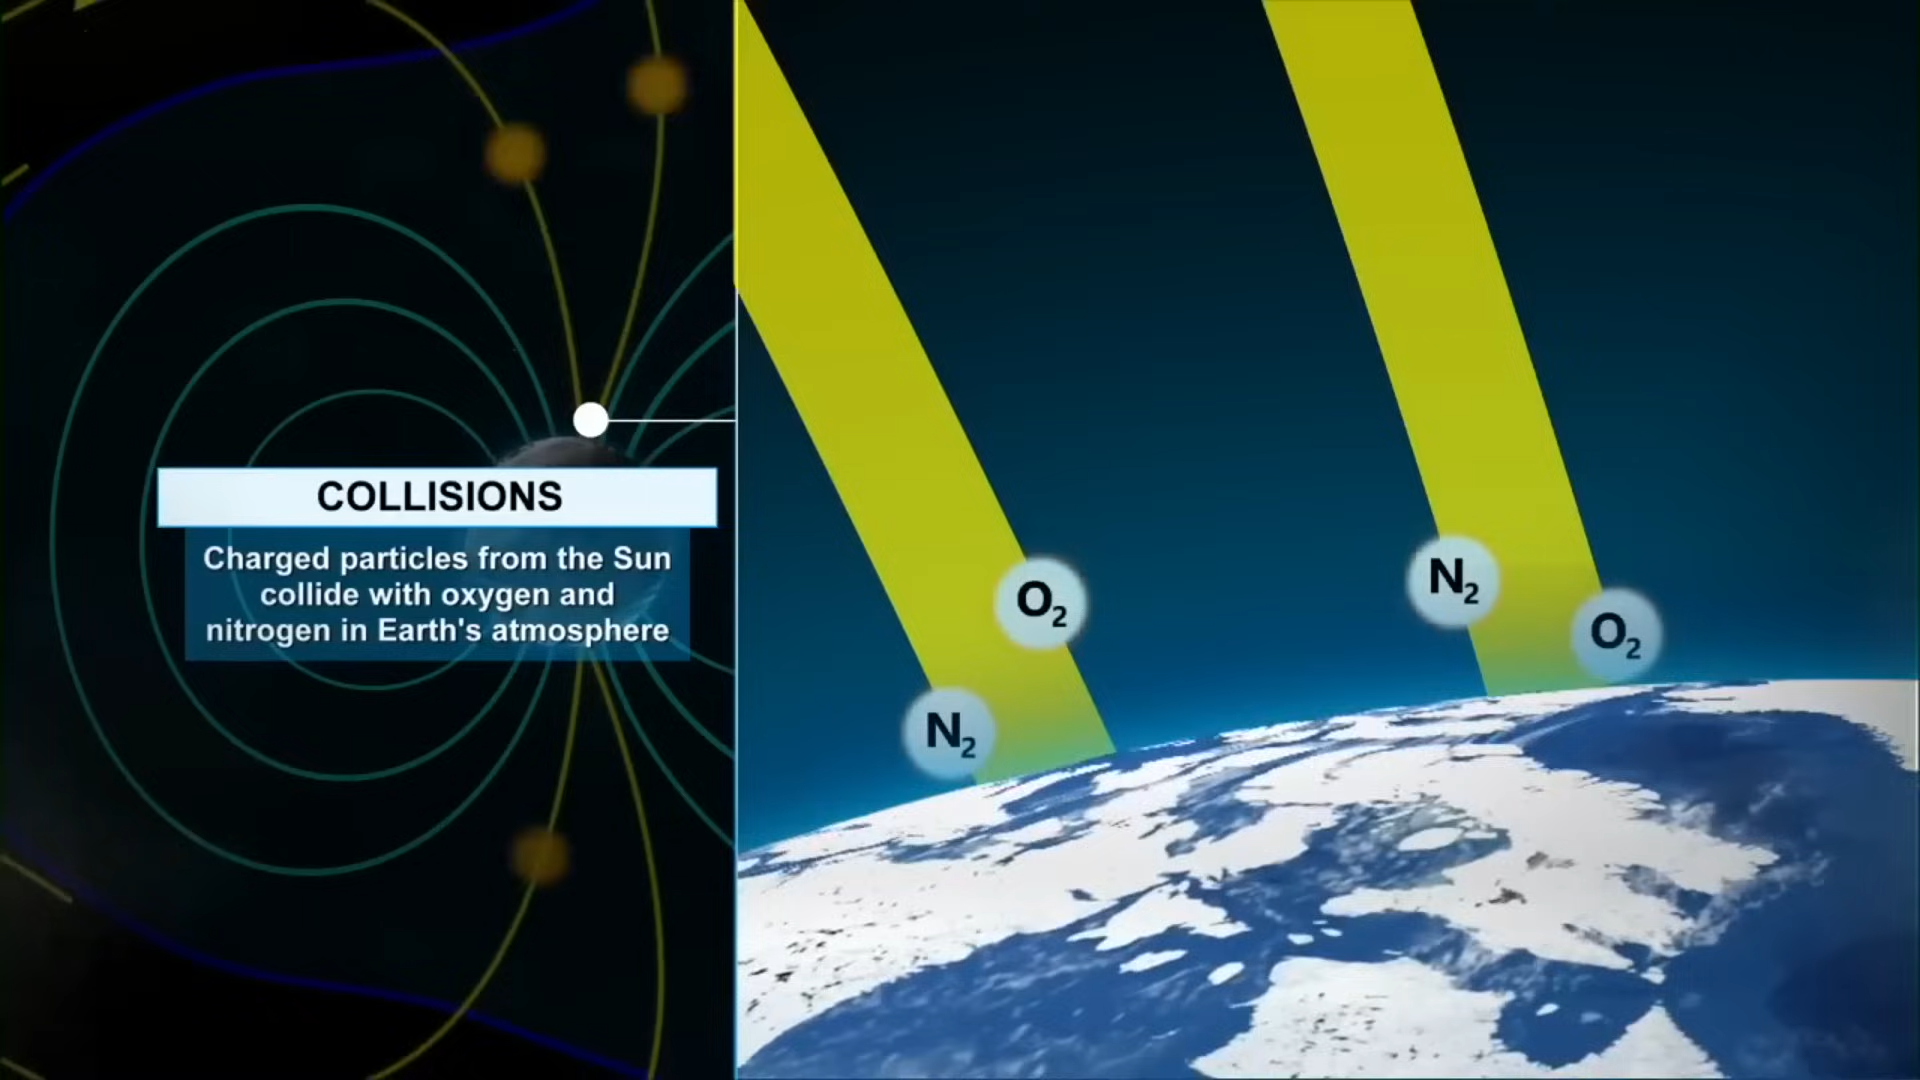 COLLISIONS
Charged particles from the Sun
collide with oxygen and
nitrogen in Earth's atmosphere
O₂
N₂
N₂
O₂